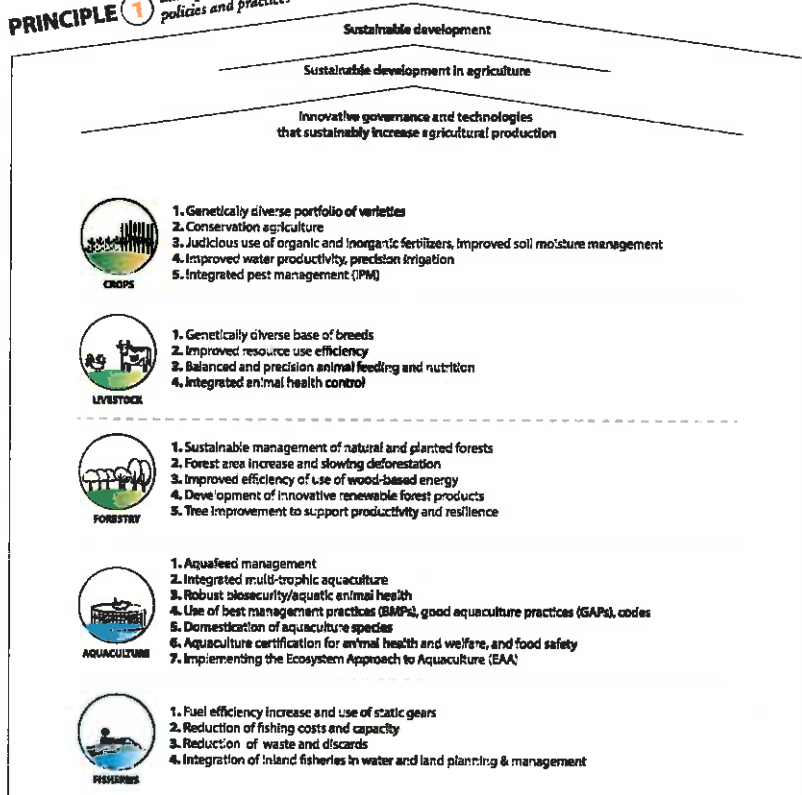 PRINCIPLE 1
policies and practices
Sustainable development
Sustainable development in agriculture
Innovative governance and technologies
that sustainably increase agricultural production
1. Genetically diverse portfolio of varieties
2. Conservation agriculture
3. Judicious use of organic and inorganic fertilizers, improved soil moisture management
4. Improved water productivity, precision irrigation
5. Integrated pest management (IPM)
CROPS
1. Genetically diverse base of breeds
2. Improved resource use efficiency
3. Balanced and precision animal feeding and nutrition
4. Integrated animal health control
LIVESTOCK
1. Sustainable management of natural and planted forests
2. Forest area increase and slowing deforestation
3. Improved efficiency of use of wood-based energy
4. Development of innovative renewable forest products
5. Tree improvement to support productivity and resilience
FORESTRY
1. Aquafeed management
2. Integrated multi-trophic aquaculture
3. Robust biosecurity/aquatic animal health
4. Use of best management practices (BMPs), good aquaculture practices (GAPs), codes
5. Domestication of aquaculture species
6. Aquaculture certification for animal health and welfare, and food safety
7. Implementing the Ecosystem Approach to Aquaculture (EAA)
AQUACULTURE
1. Fuel efficiency increase and use of static gears
2. Reduction of fishing costs and capacity
3. Reduction of waste and discards
4. Integration of inland fisheries in water and land planning & management
FISHERIES